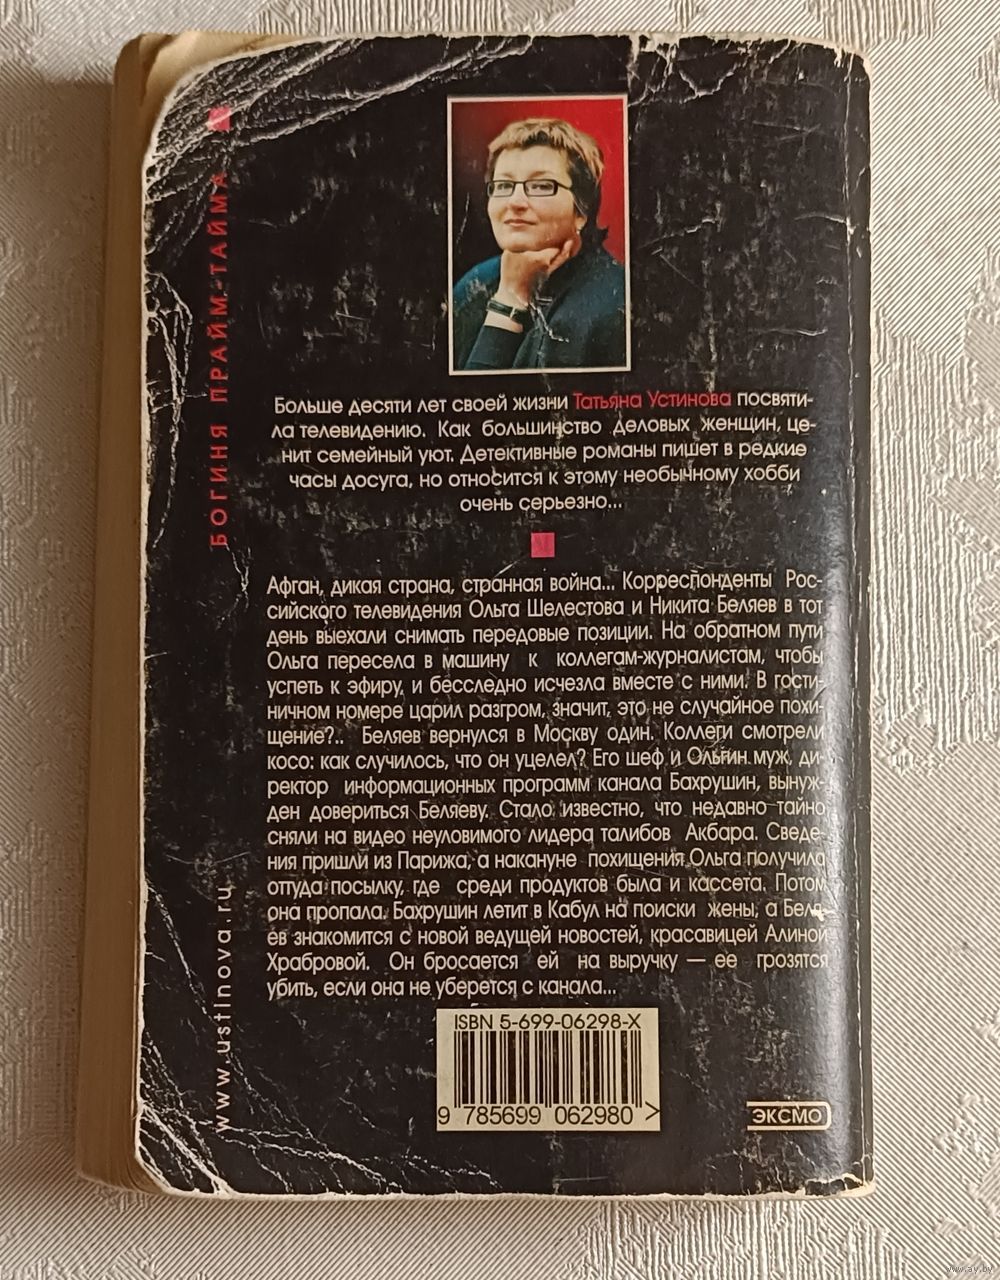 БОГИНЯ ПРАЙМ-ТАЙМА
www.ustinova.ru
Больше десяти лет своей жизни Татьяна Устинова посвяти-
ла телевидению. Как большинство деловых женщин, це-
нит семейный уют. Детективные романы пишет в редкие
часы досуга, но относится к этому необычному хобби
очень серьезно...
Афган, дикая страна, странная война... Корреспонденты Рос-
сийского телевидения Ольга Шелестова и Никита Беляев в тот
день выехали снимать передовые позиции. На обратном пути
Ольга пересела в машину к коллегам-журналистам, чтобы
успеть к эфиру, и бесследно исчезла вместе с ними. В гости-
ничном номере царил разгром, значит, это не случайное похи-
щение?.. Беляев вернулся в Москву один. Коллеги смотрели
косо: как случилось, что он уцелел? Его шеф и Ольгин муж, ди-
ректор информационных программ канала Бахрушин, вынуж-
ден довериться Беляеву. Стало известно, что недавно тайно
сняли на видео неуловимого лидера талибов Акбара. Сведе-
ния пришли из Парижа, а накануне похищения Ольга получила
оттуда посылку, где среди продуктов была и кассета. Потом
она пропала. Бахрушин летит в Кабул на поиски жены, а Беля-
ев знакомится с новой ведущей новостей, красавицей Алиной
Храбровой. Он бросается ей на выручку — ее грозятся
убить, если она не уберется с канала...
ISBN 5-699-06298-X
9 785699 062980 >
ЭКСМО
www.ay.by